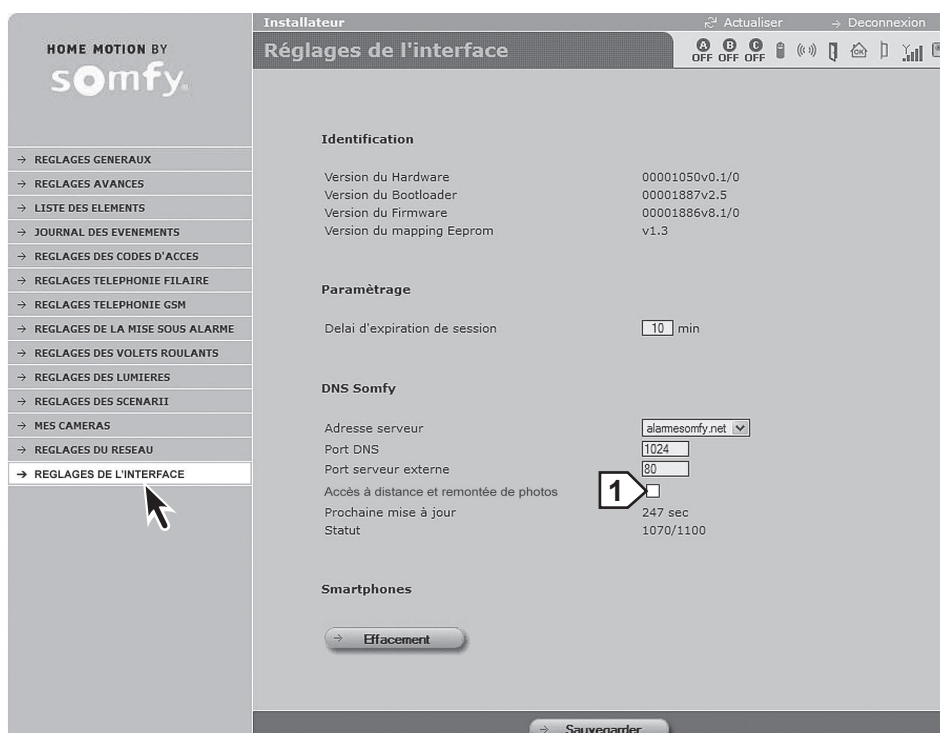 Installateur
Actualiser
Deconnexion
HOME MOTION BY
somfy.
Réglages de l'interface
A B C
OFF OFF OFF
OK
→ REGLAGES GENERAUX
→ REGLAGES AVANCES
→ LISTE DES ELEMENTS
→ JOURNAL DES EVENEMENTS
→ REGLAGES DES CODES D'ACCES
→ REGLAGES TELEPHONIE FILAIRE
→ REGLAGES TELEPHONIE GSM
→ REGLAGES DE LA MISE SOUS ALARME
→ REGLAGES DES VOLETS ROULANTS
→ REGLAGES DES LUMIERES
→ REGLAGES DES SCENARII
→ MES CAMERAS
→ REGLAGES DU RESEAU
→ REGLAGES DE L'INTERFACE
Identification
Version du Hardware 00001050v0.1/0
Version du Bootloader 00001887v2.5
Version du Firmware 00001886v8.1/0
Version du mapping Eeprom v1.3
Paramètrage
Delai d'expiration de session 10 min
DNS Somfy
Adresse serveur alarmesomfy.net
Port DNS 1024
Port serveur externe 80
Accès à distance et remontée de photos 1
Prochaine mise à jour 247 sec
Statut 1070/1100
Smartphones
→ Effacement
→ Sauvegarder